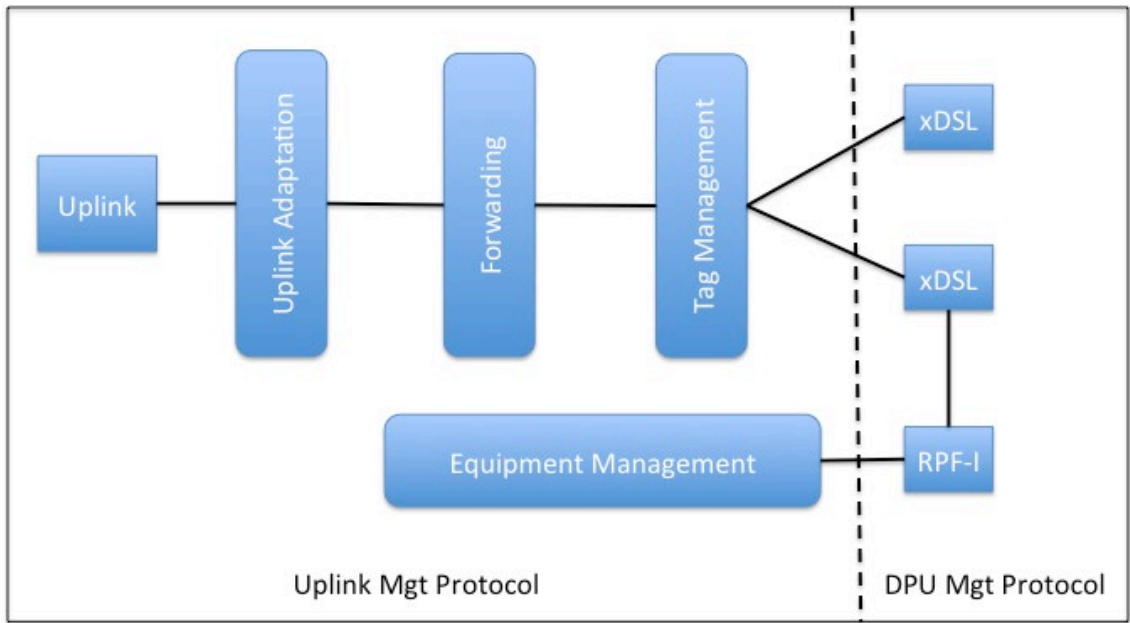 Uplink
Uplink Adaptation
Forwarding
Tag Management
xDSL
xDSL
Equipment Management
RPF-I
Uplink Mgt Protocol
DPU Mgt Protocol